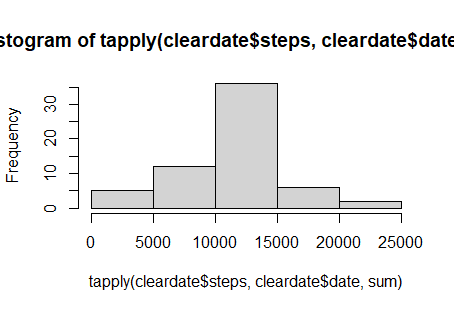 stogram of tapply(cleardate$steps, cleardate$date
Frequency
30
20
10
0
0 5000 10000 15000 20000 25000
tapply(cleardate$steps, cleardate$date, sum)